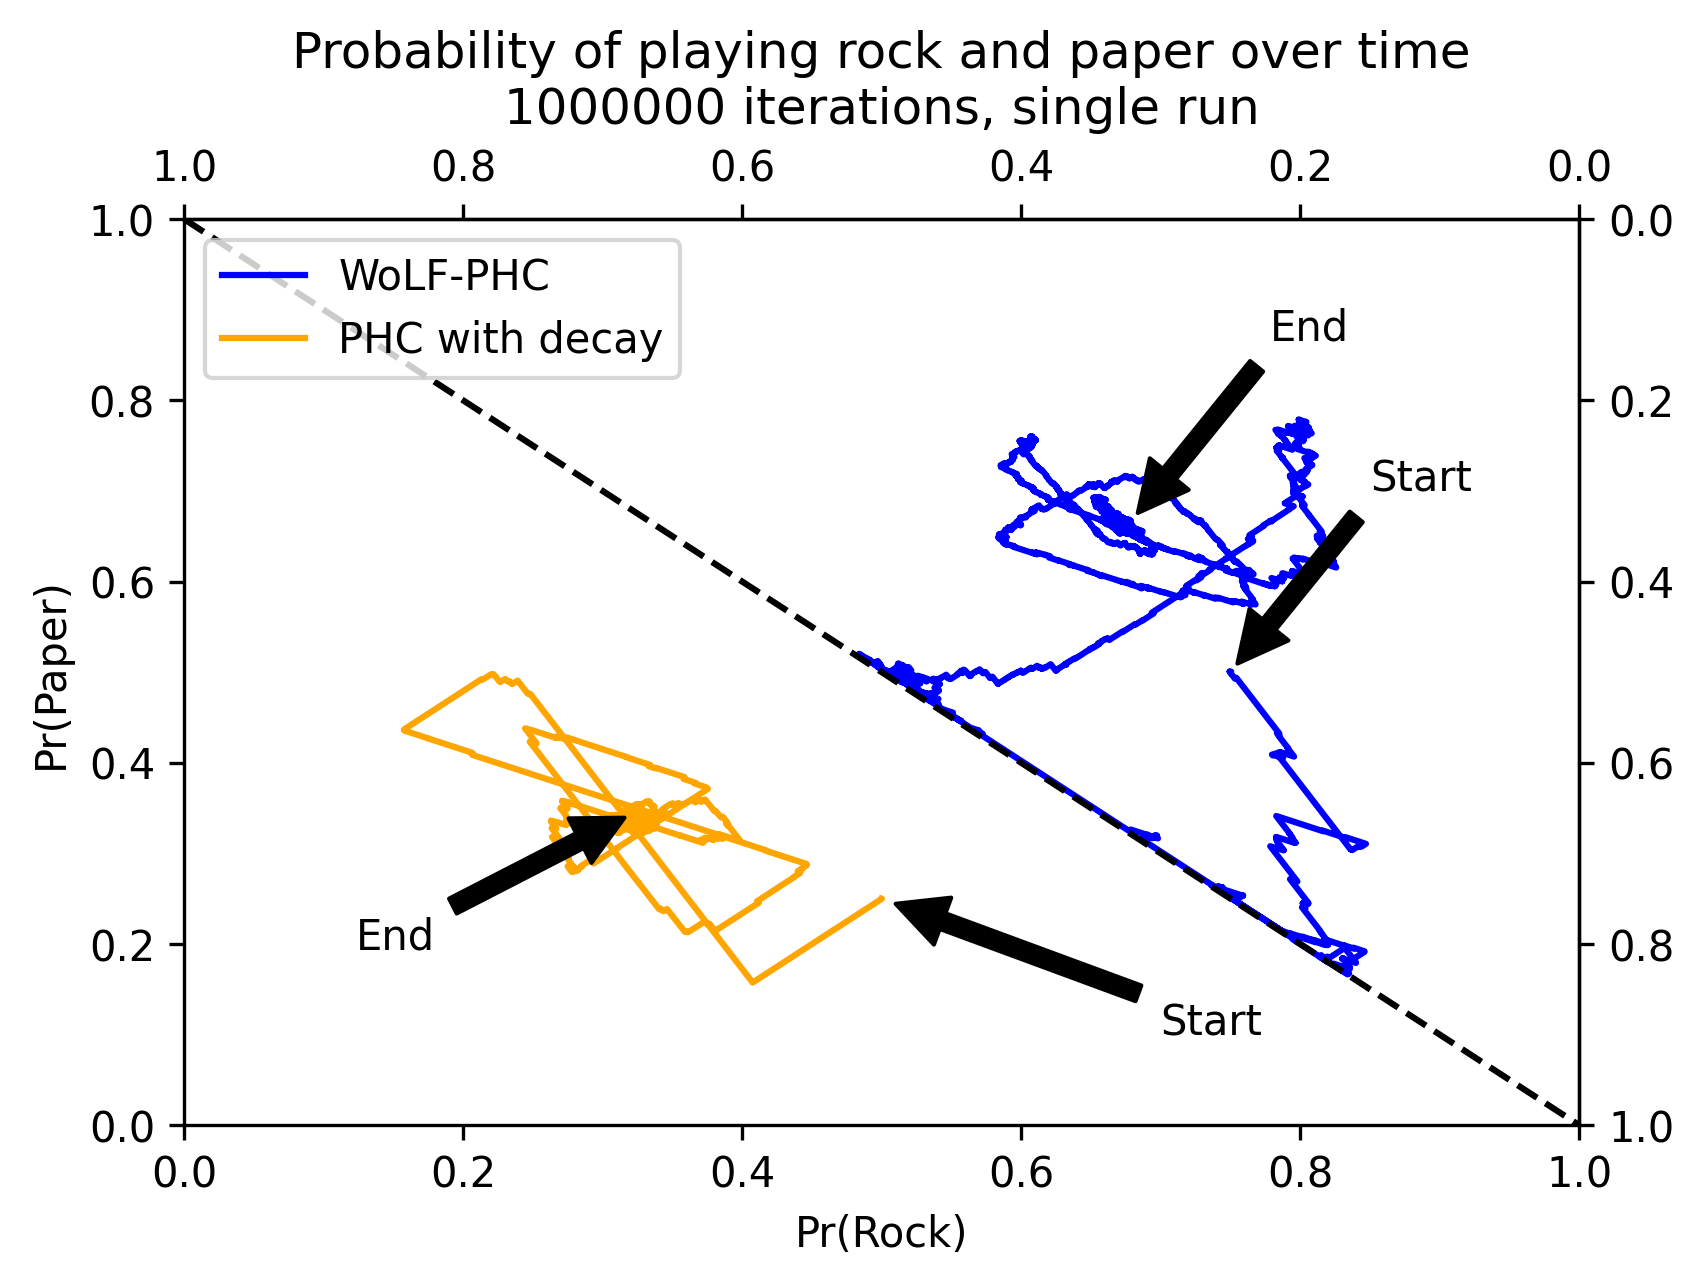 Probability of playing rock and paper over time
1000000 iterations, single run
1.0 0.8 0.6 0.4 0.2 0.0
1.0 0.0
WoLF-PHC
PHC with decay
End
0.8 0.2
Start
0.6 0.4
Pr(Paper)
0.4 0.6
End
0.2 0.8
Start
0.0 1.0
0.0 0.2 0.4 0.6 0.8 1.0
Pr(Rock)